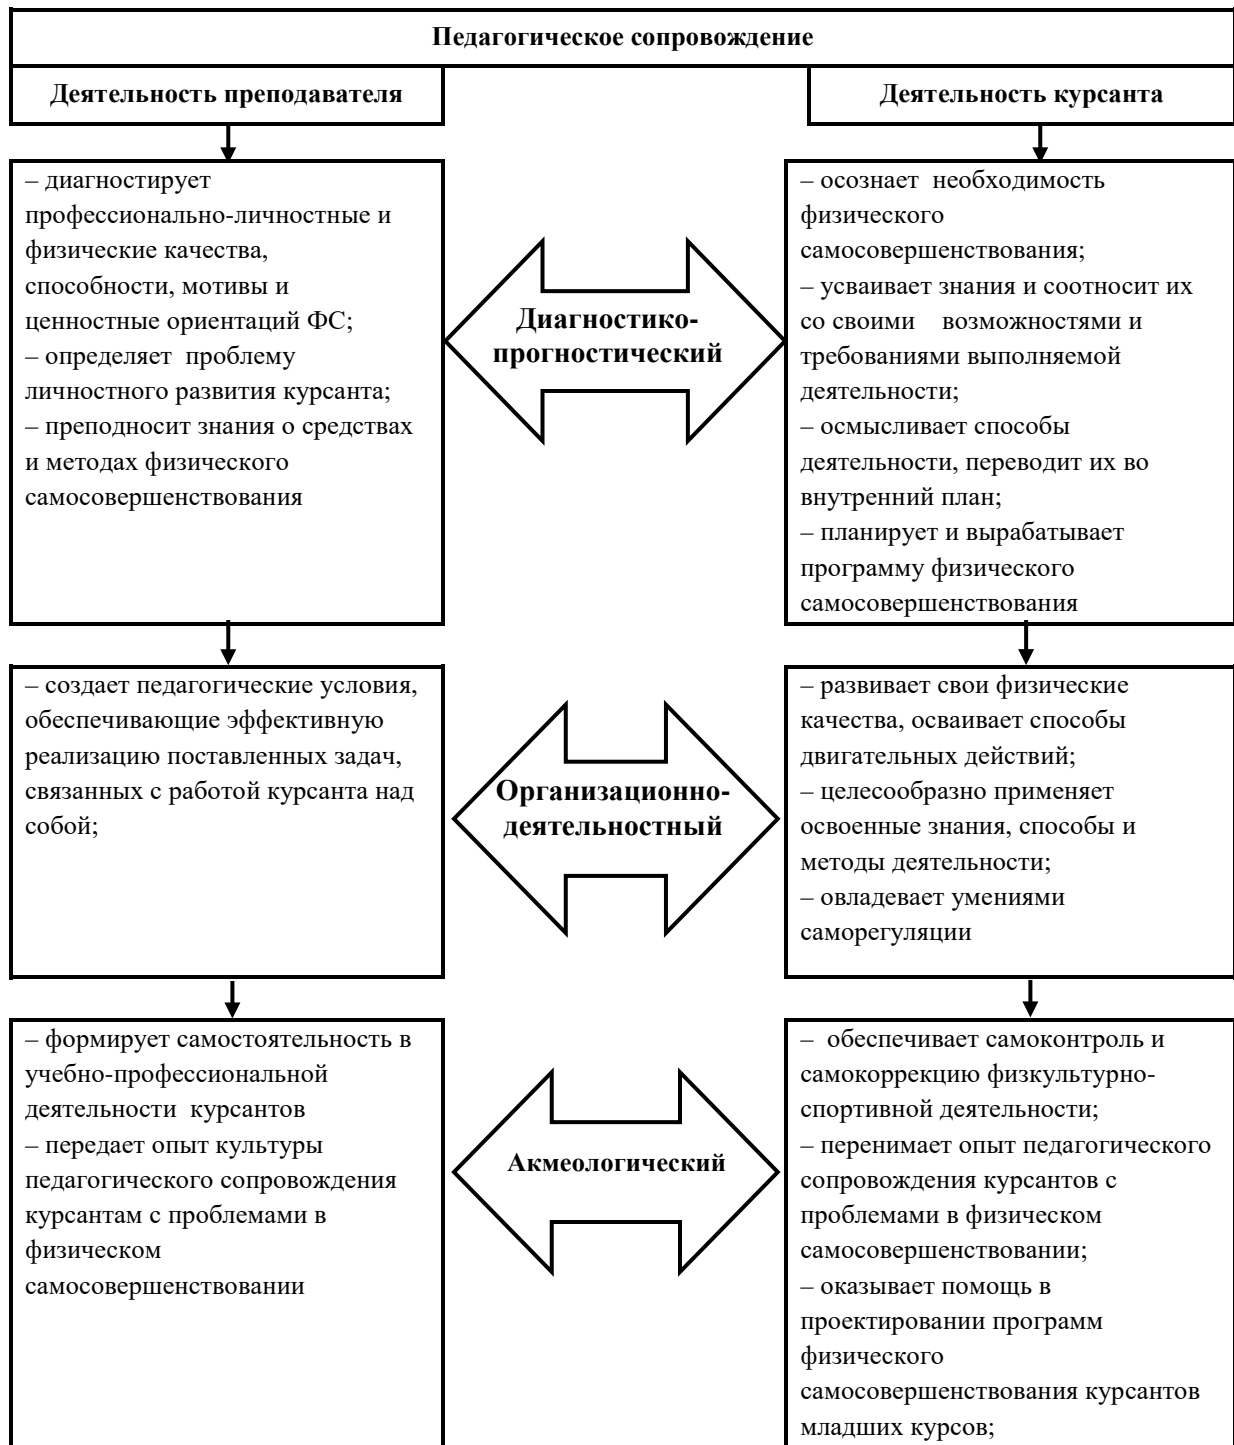 Педагогическое сопровождение
Деятельность преподавателя
Деятельность курсанта
– диагностирует
профессионально-личностные и
физические качества,
способности, мотивы и
ценностные ориентаций ФС;
– определяет проблему
личностного развития курсанта;
– преподносит знания о средствах
и методах физического
самосовершенствования
Диагностико-
прогностический
– осознает необходимость
физического
самосовершенствования;
– усваивает знания и соотносит их
со своими возможностями и
требованиями выполняемой
деятельности;
– осмысливает способы
деятельности, переводит их во
внутренний план;
– планирует и вырабатывает
программу физического
самосовершенствования
– создает педагогические условия,
обеспечивающие эффективную
реализацию поставленных задач,
связанных с работой курсанта над
собой;
Организационно-
деятельностный
– развивает свои физические
качества, осваивает способы
двигательных действий;
– целесообразно применяет
освоенные знания, способы и
методы деятельности;
– овладевает умениями
саморегуляции
– формирует самостоятельность в
учебно-профессиональной
деятельности курсантов
– передает опыт культуры
педагогического сопровождения
курсантам с проблемами в
физическом
самосовершенствовании
Акмеологический
– обеспечивает самоконтроль и
самокоррекцию физкультурно-
спортивной деятельности;
– перенимает опыт педагогического
сопровождения курсантов с
проблемами в физическом
самосовершенствовании;
– оказывает помощь в
проектировании программ
физического
самосовершенствования курсантов
младших курсов;